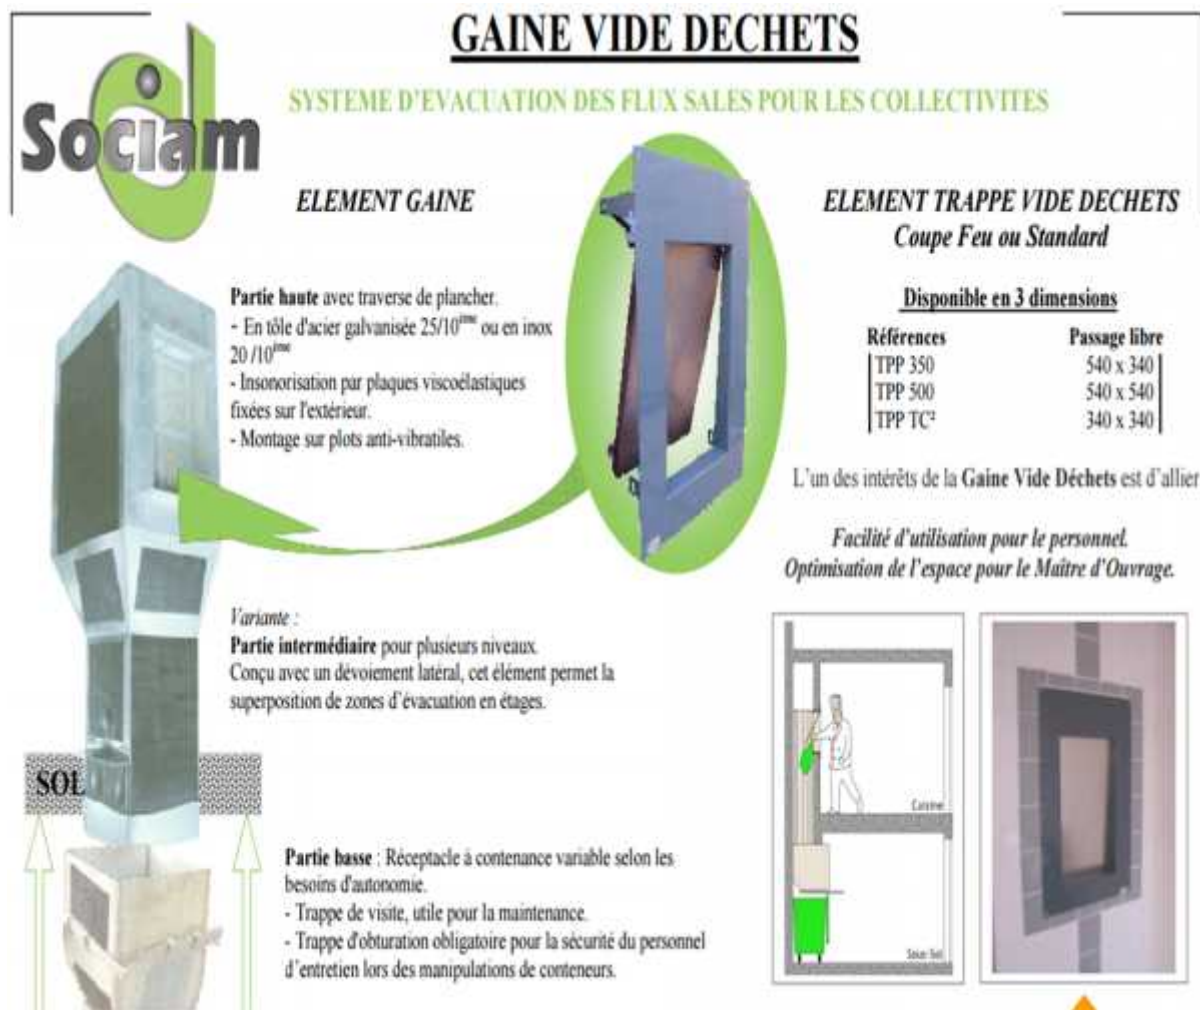 GAINE VIDE DECHETS
SYSTEME D'EVACUATION DES FLUX SALES POUR LES COLLECTIVITES
Sociam
ELEMENT GAINE
Partie haute avec traverse de plancher.
- En tôle d'acier galvanisée 25/10ème ou en inox
20 /10ème
- Insonorisation par plaques viscoélastiques
fixées sur l'extérieur.
- Montage sur plots anti-vibratiles.
ELEMENT TRAPPE VIDE DECHETS
Coupe Feu ou Standard
Disponible en 3 dimensions
Références Passage libre
TPP 350 540 x 340
TPP 500 540 x 540
TPP TC² 340 x 340
L'un des intérêts de la Gaine Vide Déchets est d'allier
Facilité d'utilisation pour le personnel.
Optimisation de l'espace pour le Maître d'Ouvrage.
Variante :
Partie intermédiaire pour plusieurs niveaux.
Conçu avec un dévoiement latéral, cet élément permet la
superposition de zones d'évacuation en étages.
SOL
Partie basse : Réceptacle à contenance variable selon les
besoins d'autonomie.
- Trappe de visite, utile pour la maintenance.
- Trappe d'obturation obligatoire pour la sécurité du personnel
d'entretien lors des manipulations de conteneurs.
Cuisine
Sous Sol